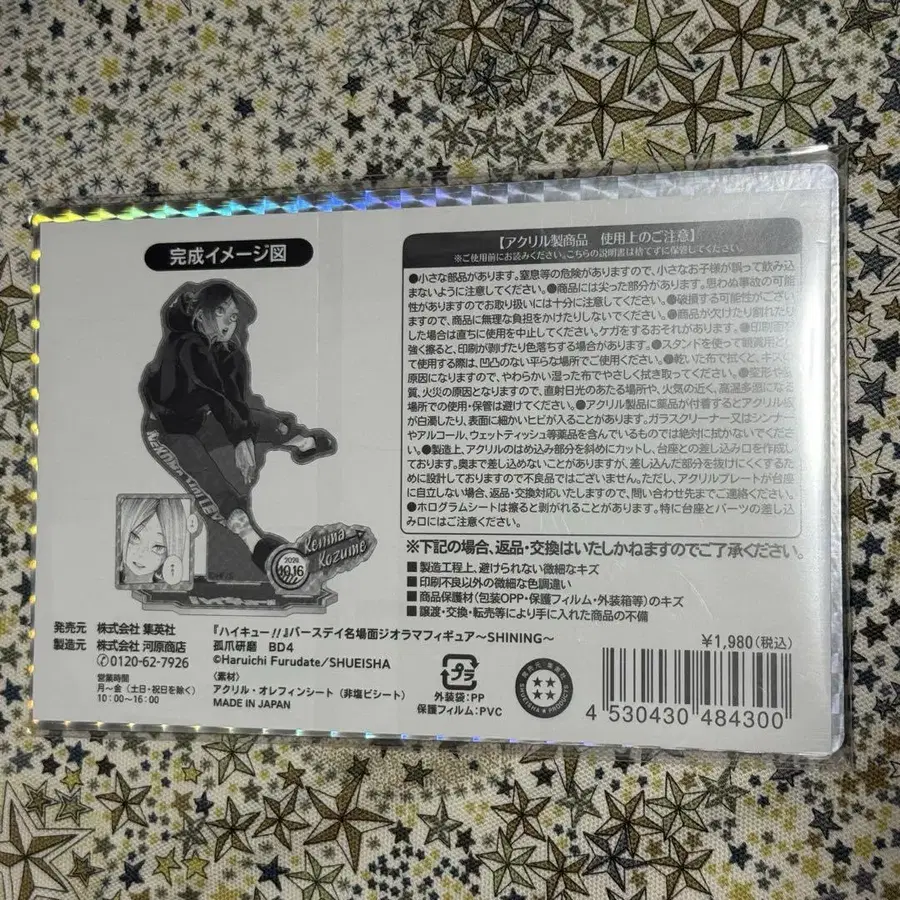 完成イメージ図
NEKOMA
Kenma
Kozume
10.16
【アクリル製商品 使用上のご注意】
※ご使用前にお読みください。こちらの説明書は捨てずに保管してください。
●小さな部品があります。窒息等の危険がありますので、小さなお子様が誤って飲み込
まないように注意してください。●商品には尖った部分があります。思わぬ事故の可能
性がありますのでお取り扱いには十分に注意してください。●破損する可能性がござい
ますので、商品に無理な負担をかけたりしないでください。●商品が欠けたり割れたり
した場合は直ちに使用を中止してください。ケガをするおそれがあります。●印刷面を
強く擦ると、印刷が剥げたり色落ちする場合があります。●スタンドを使って観賞用とし
て使用する際は、凹凸のない平らな場所でご使用ください。●乾いた布で拭くと、キズの
原因になりますので、やわらかい湿った布でやさしく拭き取ってください。●変形や変
質、火災の原因となりますので、直射日光のあたる場所や、火気の近く、高温多湿になる
場所での使用・保管は避けてください。●アクリル製品に薬品が付着するとアクリル板
が白濁したり、表面に細かいヒビが入ることがあります。ガラスクリーナー又はシンナー
やアルコール、ウェットティッシュ等薬品を含んでいるものでは絶対に拭かないでくださ
い。●製造上、アクリルのはめ込み部分を斜めにカットし、台座との差し込み口を作成し
ております。奥まで差し込めないことがありますが、差し込んだ部分を抜けにくくするた
めに設計しておりますので不良品ではございません。ただし、アクリルプレートが台座
に自立しない場合、返品・交換対応いたしますので、問い合わせ先までご連絡ください。
●ホログラムシートは擦ると剥がれることがあります。特に台座とパーツの差し込
み口にはご注意ください。
※下記の場合、返品・交換はいたしかねますのでご了承ください。
■製造工程上、避けられない微細なキズ
■印刷不良以外の微細な色調違い
■商品保護材(包装OPP・保護フィルム・外装箱等)のキズ
■譲渡・交換・転売等により手に入れた商品の不備
発売元 株式会社 集英社
製造元 株式会社 河原商店
0120-62-7926
営業時間
月〜金(土日・祝日を除く)
10:00〜16:00
『ハイキュー!!』バースデイ名場面ジオラマフィギュア〜SHINING〜
孤爪研磨 BD4
©Haruichi Furudate/SHUEISHA
〈素材〉
アクリル・オレフィンシート(非塩ビシート)
MADE IN JAPAN
プラ
外装袋:PP
保護フィルム:PVC
SHUEISHA PRODUCTS
¥1,980(税込)
4 530430 484300